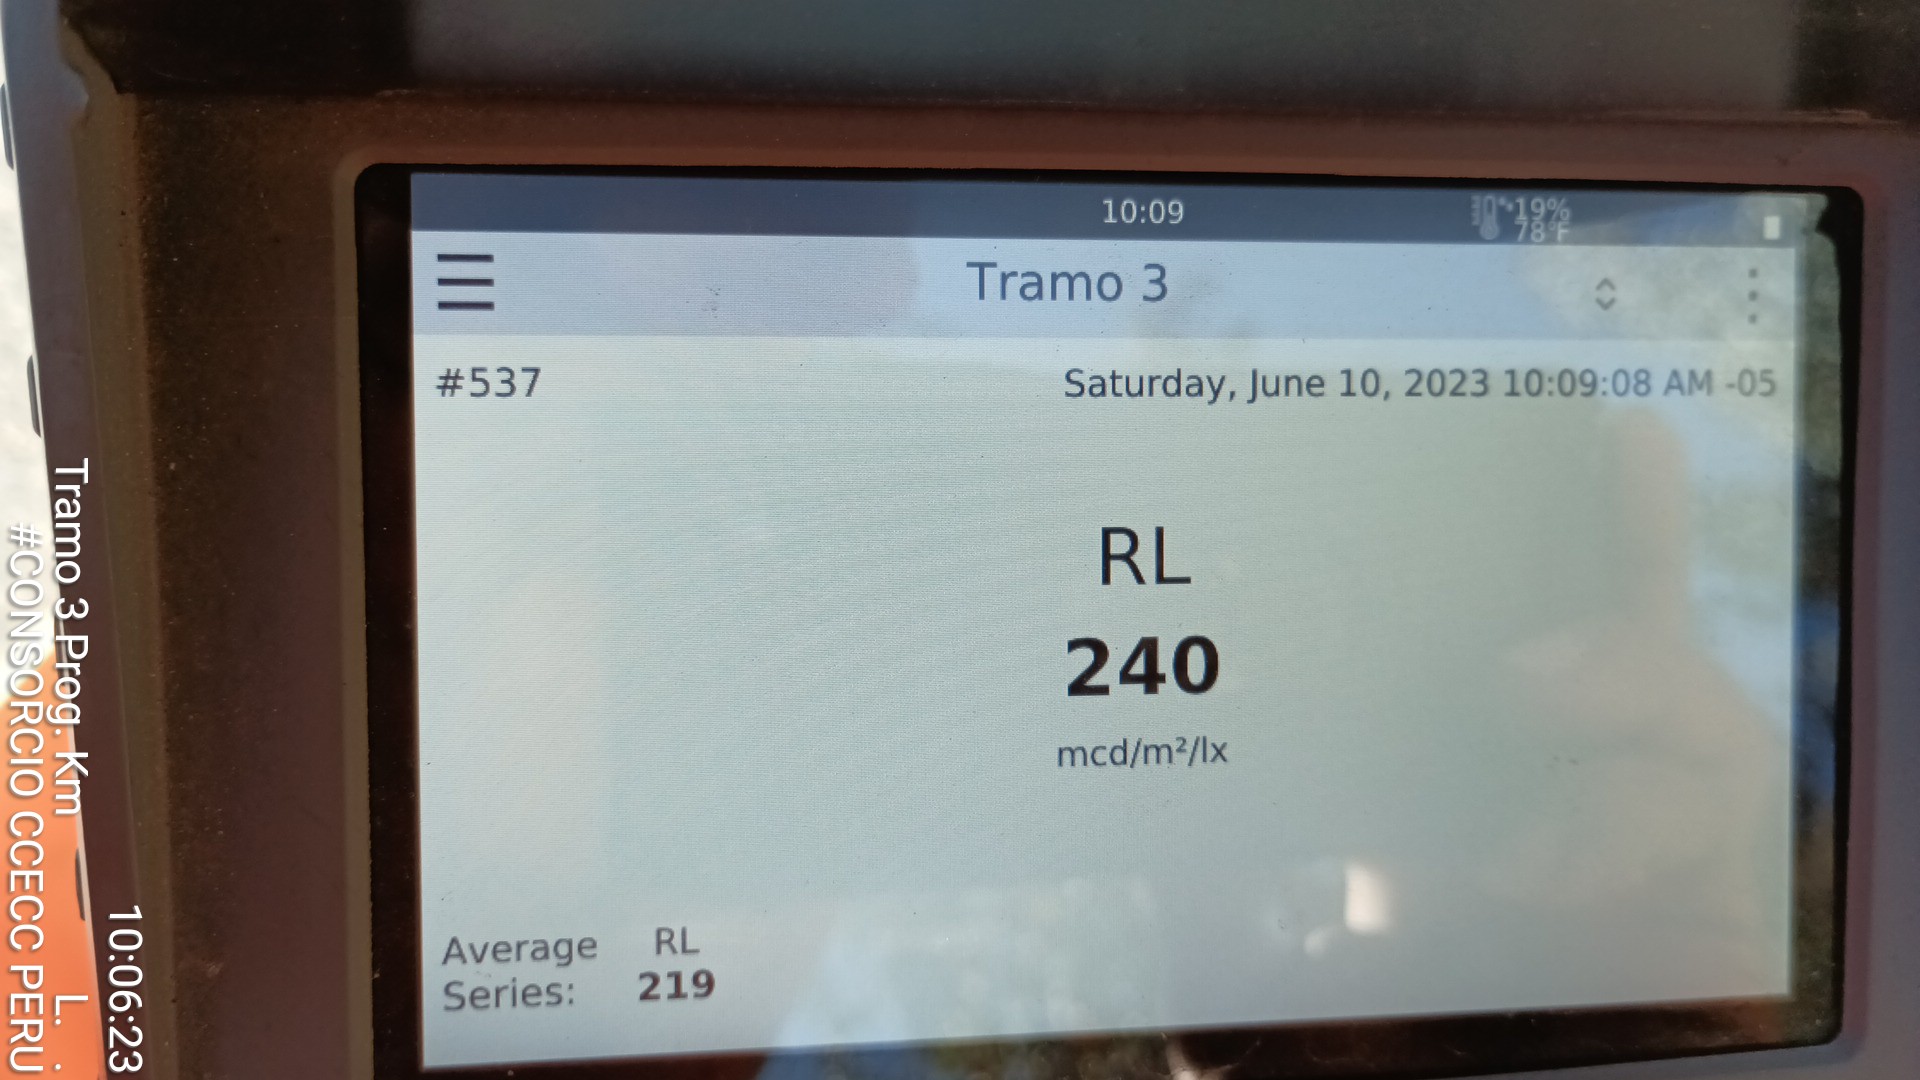 10:09
19%
78°F
Tramo 3
#537
Saturday, June 10, 2023 10:09:08 AM -05
RL
240
mcd/m²/lx
Average RL
Series: 219
10:06:23
Tramo 3 Prog. Km L. .
#CONSORCIO CCECC PERU